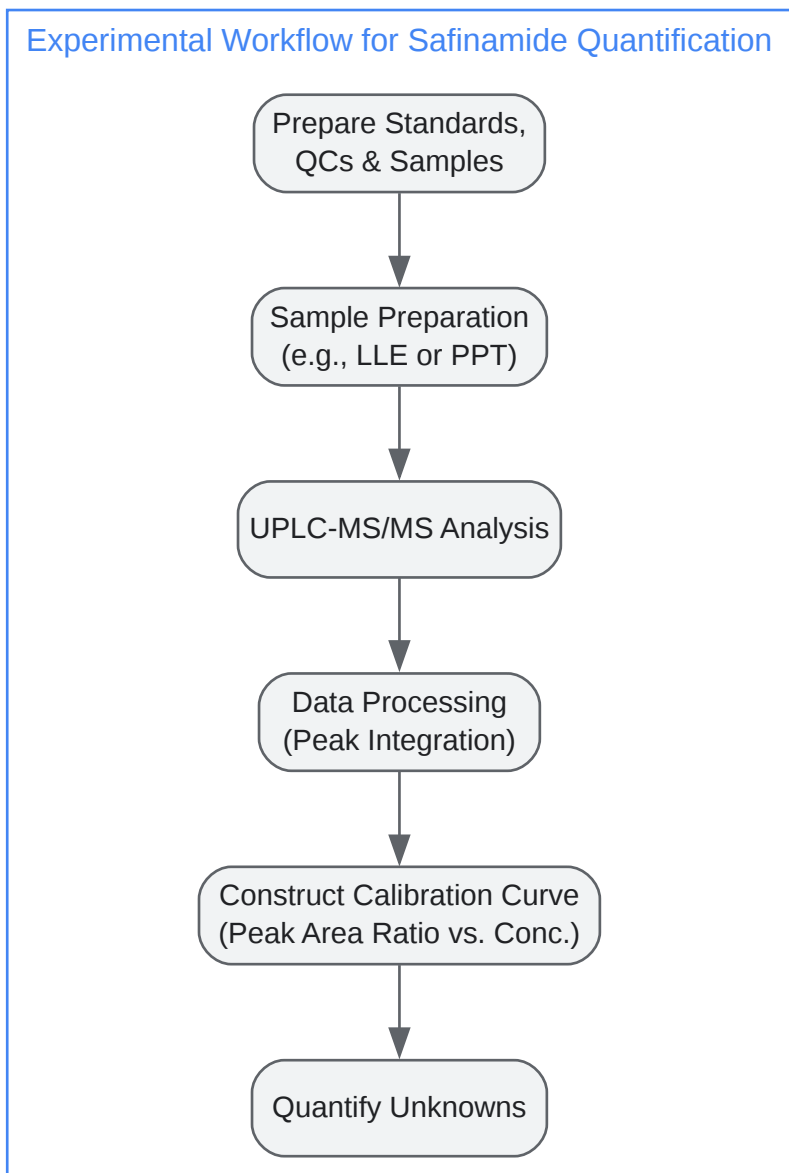 Experimental Workflow for Safinamide Quantification
Prepare Standards,
QCs & Samples
Sample Preparation
(e.g., LLE or PPT)
UPLC-MS/MS Analysis
Data Processing
(Peak Integration)
Construct Calibration Curve
(Peak Area Ratio vs. Conc.)
Quantify Unknowns